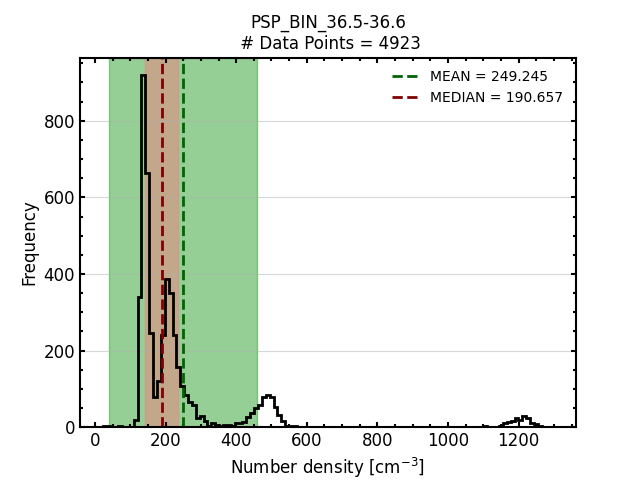 PSP_BIN_36.5-36.6
# Data Points = 4923
MEAN = 249.245
MEDIAN = 190.657
800
600
400
200
0
Frequency
0 200 400 600 800 1000 1200
Number density [cm⁻³]